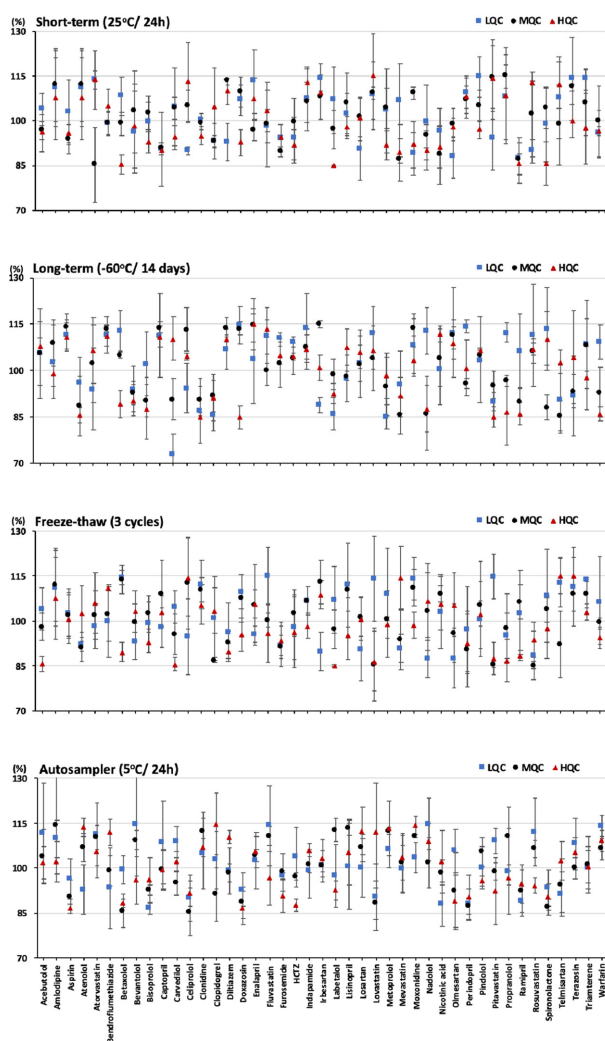 (%)
Short-term (25°C/ 24h)
LQC MQC HQC
130
115
100
85
70
(%)
Long-term (-60°C/ 14 days)
LQC MQC HQC
130
115
100
85
70
(%)
Freeze-thaw (3 cycles)
LQC MQC HQC
130
115
100
85
70
(%)
Autosampler (5°C/ 24h)
LQC MQC HQC
130
115
100
85
70
Acebutolol
Amlodipine
Aspirin
Atenolol
Atorvastatin
Bendroflumethiazide
Betaxolol
Bevantolol
Bisoprolol
Captopril
Carvedilol
Celiprolol
Clonidine
Clopidogrel
Diltiazem
Doxazosin
Enalapril
Fluvastatin
Furosemide
HCTZ
Indapamide
Irbesartan
Labetalol
Lisinopril
Losartan
Lovastatin
Metoprolol
Mevastatin
Moxonidine
Nadolol
Nicotinic acid
Olmesartan
Perindopril
Pindolol
Pitavastatin
Propranolol
Ramipril
Rosuvastatin
Spironolactone
Telmisartan
Terazosin
Triamterene
Warfarin